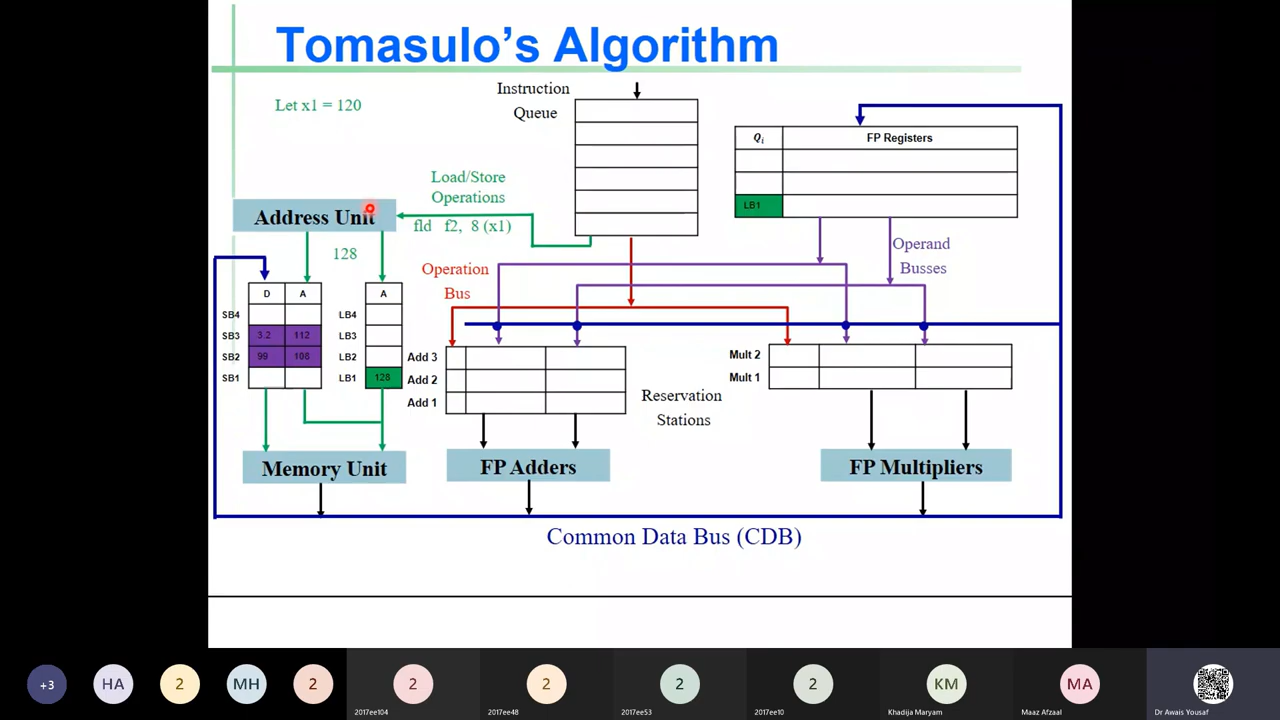 Tomasulo's Algorithm
Let x1 = 120
Instruction
Queue
Qi FP Registers
LB1
Load/Store
Operations
fld f2, 8 (x1)
Address Unit
128
Operation
Bus
Operand
Busses
D A
A
SB4
SB3 3.2 112
SB2 99 108
SB1
LB4
LB3
LB2
LB1 128
Add 3
Add 2
Add 1
Mult 2
Mult 1
Reservation
Stations
Memory Unit
FP Adders
FP Multipliers
Common Data Bus (CDB)
+3
HA
2
MH
2
2
2017ee104
2
2017ee48
2
2017ee53
2
2017ee10
KM
Khadija Maryam
MA
Maaz Afzaal
Dr Awais Yousaf